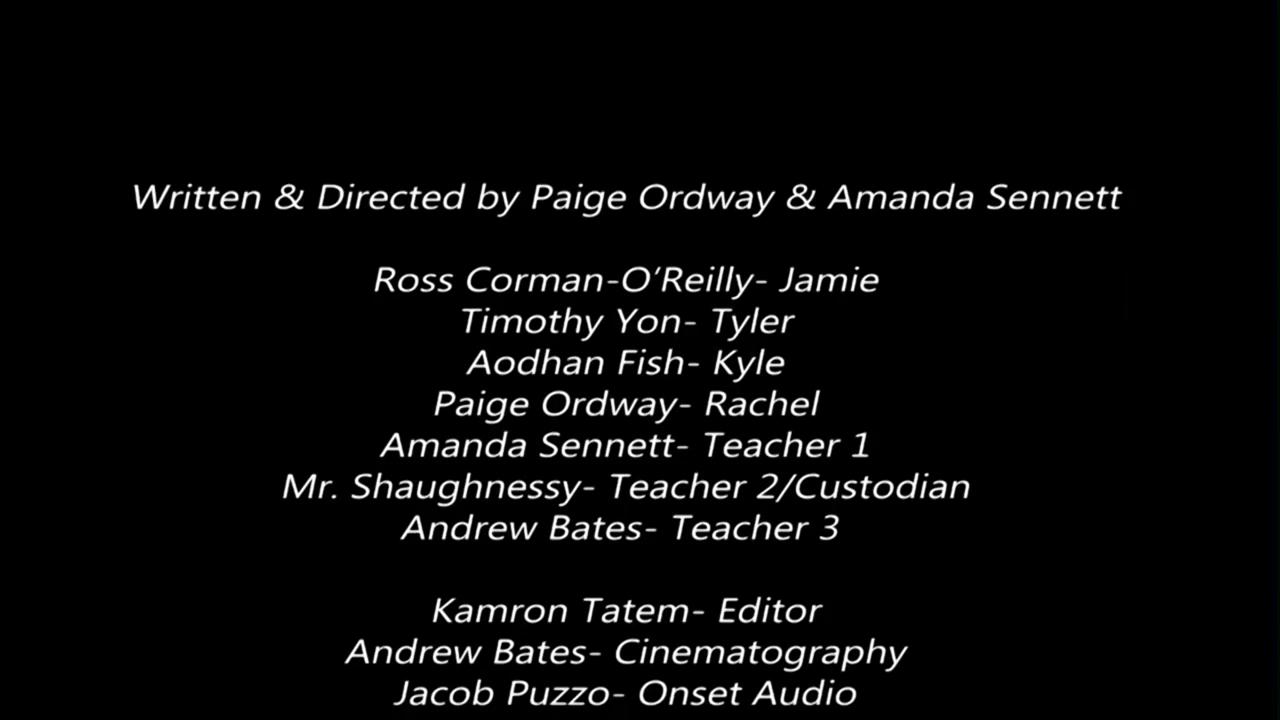 Written & Directed by Paige Ordway & Amanda Sennett
Ross Corman-O'Reilly- Jamie
Timothy Yon- Tyler
Aodhan Fish- Kyle
Paige Ordway- Rachel
Amanda Sennett- Teacher 1
Mr. Shaughnessy- Teacher 2/Custodian
Andrew Bates- Teacher 3
Kamron Tatem- Editor
Andrew Bates- Cinematography
Jacob Puzzo- Onset Audio